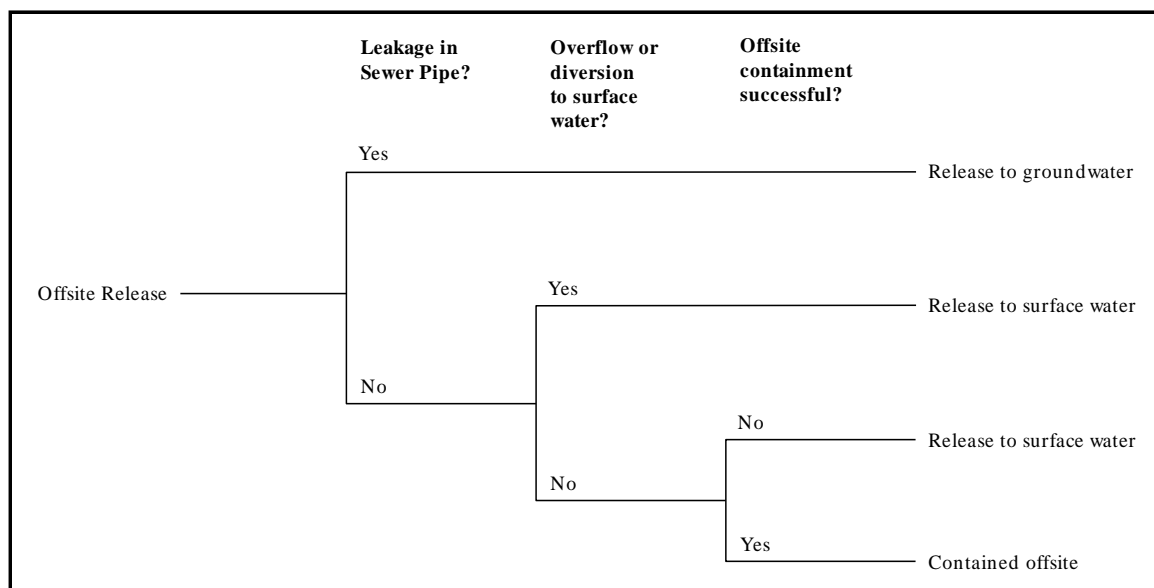 Leakage in
Sewer Pipe?
Overflow or
diversion
to surface
water?
Offsite
containment
successful?
Yes
Release to groundwater
Offsite Release
Yes
Release to surface water
No
No
Release to surface water
No
Yes
Contained offsite